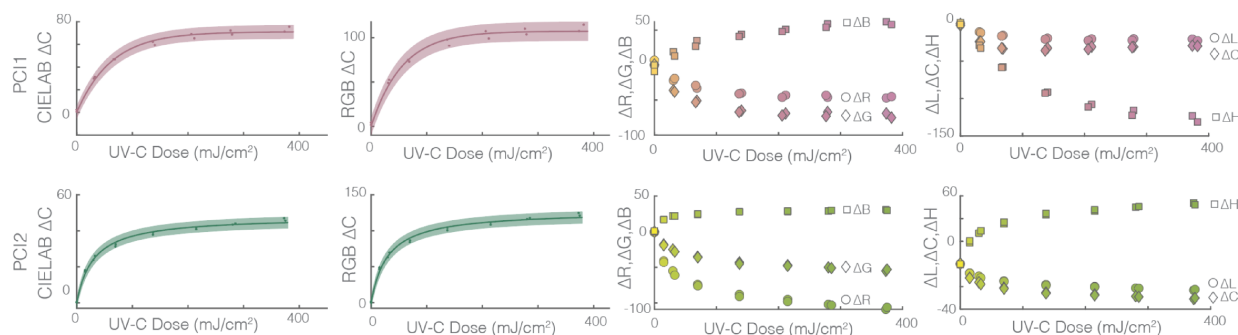 PCI1
CIELAB ΔC
80
0
0
400
UV-C Dose (mJ/cm²)
RGB ΔC
100
0
0
400
UV-C Dose (mJ/cm²)
ΔR,ΔG,ΔB
50
0
-100
ΔB
ΔR
ΔG
0
400
UV-C Dose (mJ/cm²)
ΔL,ΔC,ΔH
0
-150
ΔL
ΔC
ΔH
400
UV-C Dose (mJ/cm²)
PCI2
CIELAB ΔC
60
0
0
400
UV-C Dose (mJ/cm²)
RGB ΔC
150
0
0
400
UV-C Dose (mJ/cm²)
ΔR,ΔG,ΔB
50
0
-100
ΔB
ΔG
ΔR
0
400
UV-C Dose (mJ/cm²)
ΔL,ΔC,ΔH
40
-40
ΔH
ΔL
ΔC
0
400
UV-C Dose (mJ/cm²)